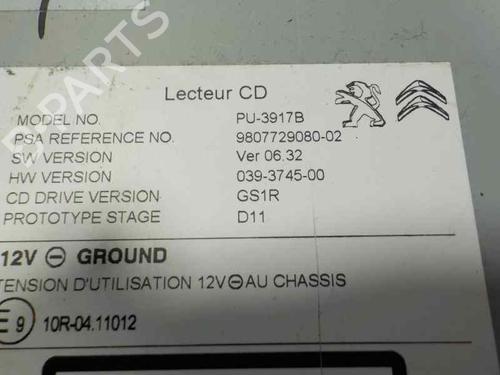 Lecteur CD
MODEL NO. PU-3917B
PSA REFERENCE NO. 9807729080-02
SW VERSION Ver 06.32
HW VERSION 039-3745-00
CD DRIVE VERSION GS1R
PROTOTYPE STAGE D11
12V ⊖ GROUND
TENSION D'UTILISATION 12V⊖AU CHASSIS
E9 10R-04.11012